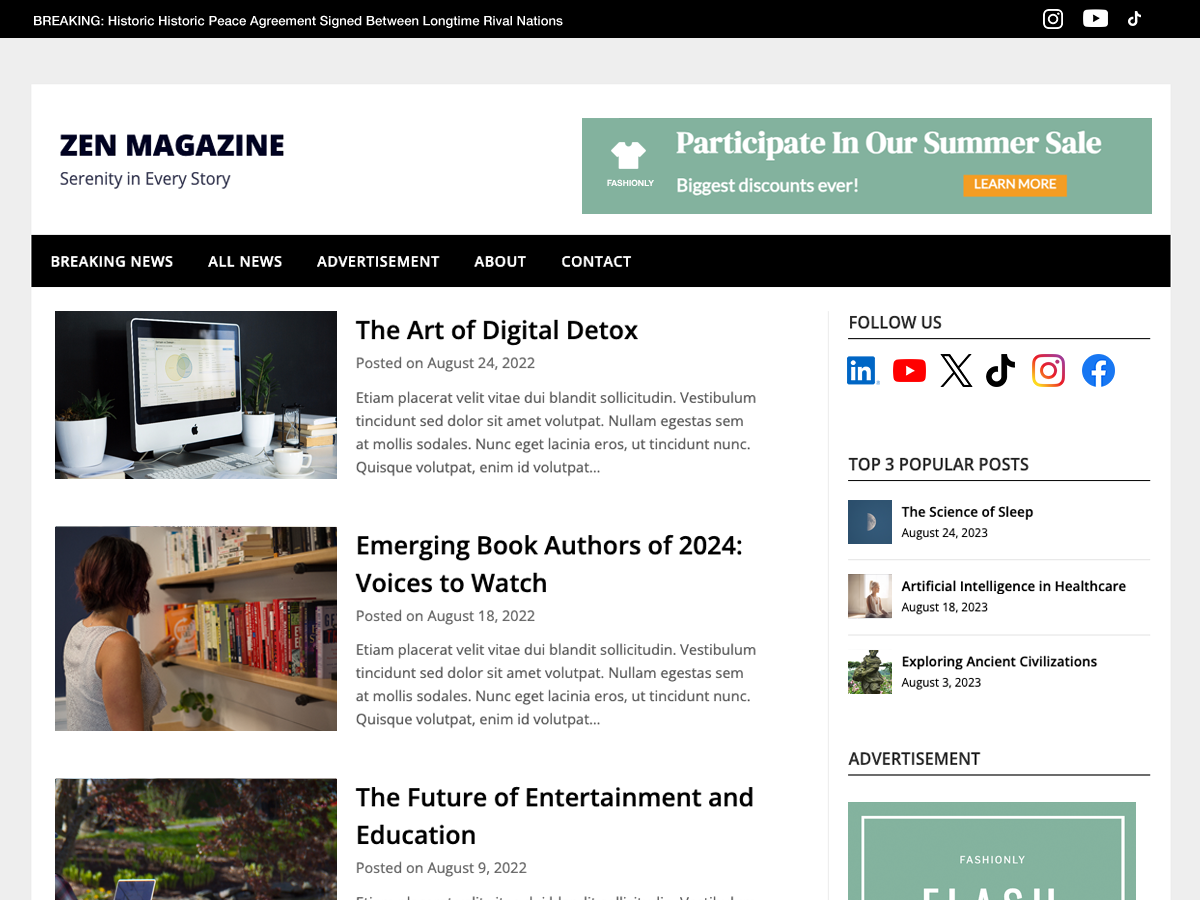 BREAKING: Historic Historic Peace Agreement Signed Between Longtime Rival Nations
ZEN MAGAZINE
Serenity in Every Story
FASHIONLY
Participate In Our Summer Sale
Biggest discounts ever!
LEARN MORE
BREAKING NEWS
ALL NEWS
ADVERTISEMENT
ABOUT
CONTACT
The Art of Digital Detox
Posted on August 24, 2022
Etiam placerat velit vitae dui blandit sollicitudin. Vestibulum
tincidunt sed dolor sit amet volutpat. Nullam egestas sem
at mollis sodales. Nunc eget lacinia eros, ut tincidunt nunc.
Quisque volutpat, enim id volutpat...
Emerging Book Authors of 2024:
Voices to Watch
Posted on August 18, 2022
Etiam placerat velit vitae dui blandit sollicitudin. Vestibulum
tincidunt sed dolor sit amet volutpat. Nullam egestas sem
at mollis sodales. Nunc eget lacinia eros, ut tincidunt nunc.
Quisque volutpat, enim id volutpat...
The Future of Entertainment and
Education
Posted on August 9, 2022
FOLLOW US
in
TOP 3 POPULAR POSTS
The Science of Sleep
August 24, 2023
Artificial Intelligence in Healthcare
August 18, 2023
Exploring Ancient Civilizations
August 3, 2023
ADVERTISEMENT
FASHIONLY
FLASH